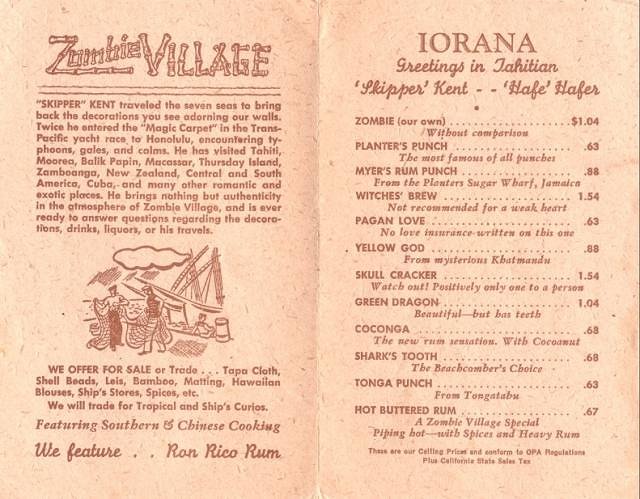 Zombie VILLAGE
"SKIPPER" KENT traveled the seven seas to bring
back the decorations you see adorning our walls.
Twice he entered the "Magic Carpet" in the Trans-
Pacific yacht race to Honolulu, encountering ty-
phoons, gales, and calms. He has visited Tahiti,
Moorea, Balik Papin, Macassar, Thursday Island,
Zamboanga, New Zealand, Central and South
America, Cuba, and many other romantic and
exotic places. He brings nothing but authenticity
in the atmosphere of Zombie Village, and is ever
ready to answer questions regarding the decora-
tions, drinks, liquors, or his travels.
WE OFFER FOR SALE or Trade . . . Tapa Cloth,
Shell Beads, Leis, Bamboo, Matting, Hawaiian
Blouses, Ship's Stores, Spices, etc.
We will trade for Tropical and Ship's Curios.
Featuring Southern & Chinese Cooking
We feature . . Ron Rico Rum
IORANA
Greetings in Tahitian
'Skipper' Kent - - 'Hafe' Hafer
ZOMBIE (our own) . . . . . . . . . . $1.04
Without comparison
PLANTER'S PUNCH . . . . . . . . . . .63
The most famous of all punches
MYER'S RUM PUNCH . . . . . . . . . . .88
From the Planters Sugar Wharf, Jamaica
WITCHES' BREW . . . . . . . . . . 1.54
Not recommended for a weak heart
PAGAN LOVE . . . . . . . . . . .63
No love insurance written on this one
YELLOW GOD . . . . . . . . . . .88
From mysterious Khatmandu
SKULL CRACKER . . . . . . . . . . 1.54
Watch out! Positively only one to a person
GREEN DRAGON . . . . . . . . . . 1.04
Beautiful—but has teeth
COCONGA . . . . . . . . . . .68
The new rum sensation. With Cocoanut
SHARK'S TOOTH . . . . . . . . . . .68
The Beachcomber's Choice
TONGA PUNCH . . . . . . . . . . .63
From Tongatabu
HOT BUTTERED RUM . . . . . . . . . . .67
A Zombie Village Special
Piping hot—with Spices and Heavy Rum
These are our Ceiling Prices and conform to OPA Regulations
Plus California State Sales Tax